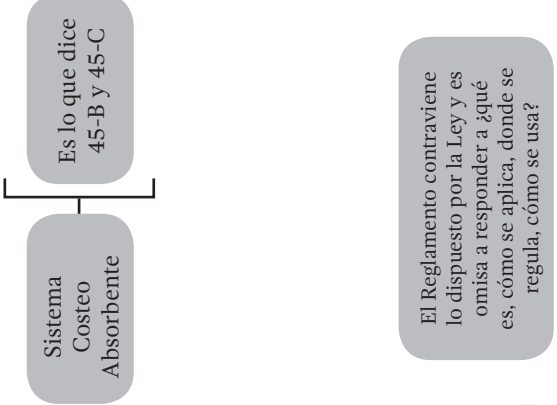 Sistema
Costeo
Absorbente
Es lo que dice
45-B y 45-C
El Reglamento contraviene
lo dispuesto por la Ley y es
omisa a responder a ¿qué
es, cómo se aplica, donde se
regula, cómo se usa?